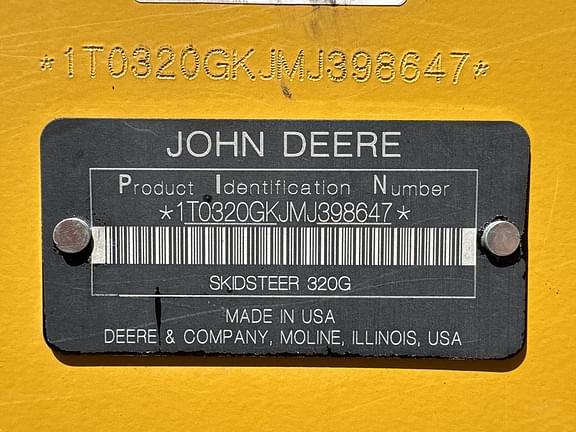 *1T0320GKJMJ398647*
JOHN DEERE
Product Identification Number
*1T0320GKJMJ398647*
SKIDSTEER 320G
MADE IN USA
DEERE & COMPANY, MOLINE, ILLINOIS, USA